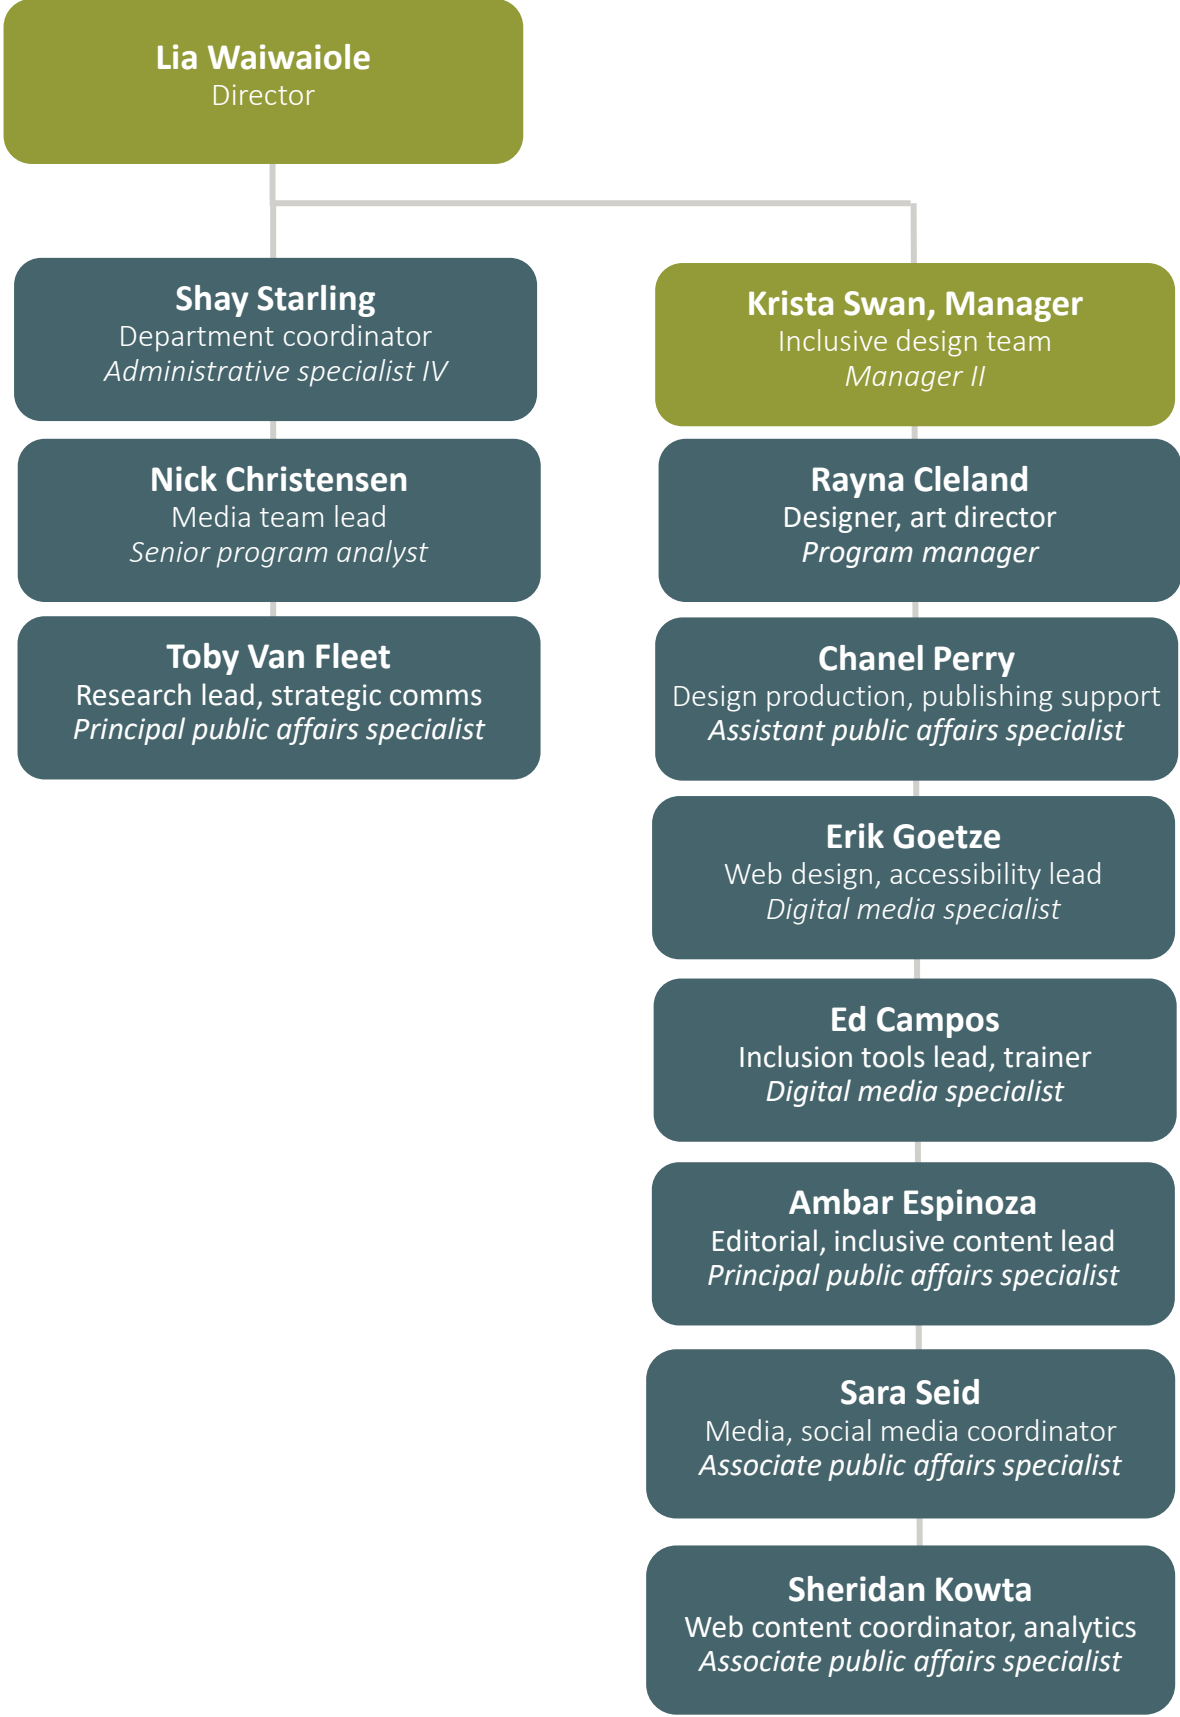 Lia Waiwaiole
Director
Shay Starling
Department coordinator
Administrative specialist IV
Nick Christensen
Media team lead
Senior program analyst
Toby Van Fleet
Research lead, strategic comms
Principal public affairs specialist
Krista Swan, Manager
Inclusive design team
Manager II
Rayna Cleland
Designer, art director
Program manager
Chanel Perry
Design production, publishing support
Assistant public affairs specialist
Erik Goetze
Web design, accessibility lead
Digital media specialist
Ed Campos
Inclusion tools lead, trainer
Digital media specialist
Ambar Espinoza
Editorial, inclusive content lead
Principal public affairs specialist
Sara Seid
Media, social media coordinator
Associate public affairs specialist
Sheridan Kowta
Web content coordinator, analytics
Associate public affairs specialist